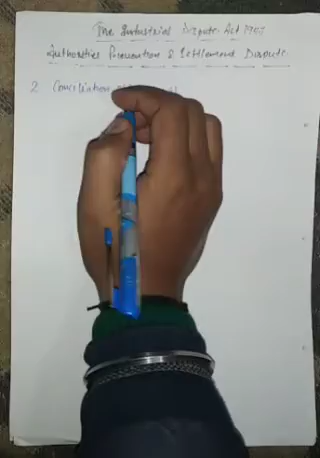 The Industrial Dispute Act 1947
Authorities Prevention & Settlement Dispute
2 Conciliation